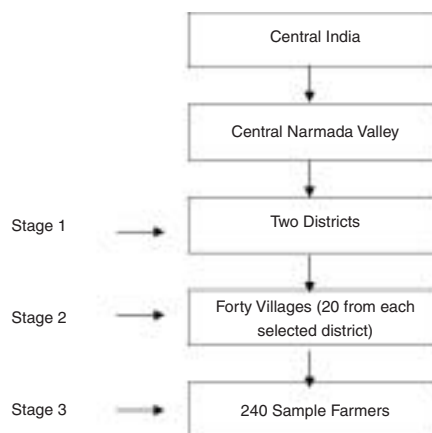 Central India
Central Narmada Valley
Stage 1
Two Districts
Stage 2
Forty Villages (20 from each
selected district)
Stage 3
240 Sample Farmers